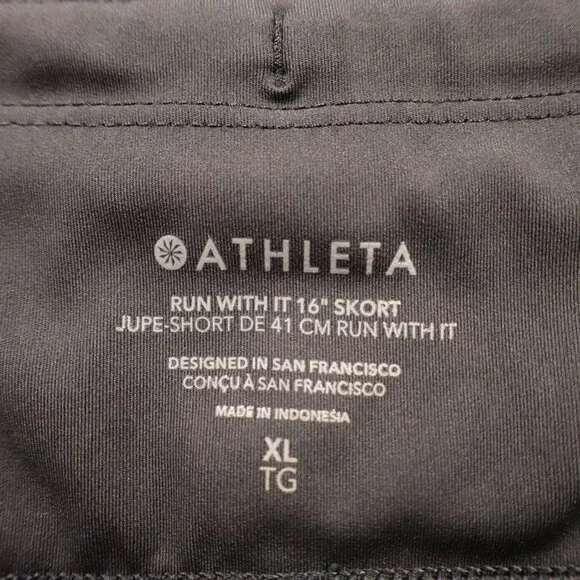 ATHLETA
RUN WITH IT 16" SKORT
JUPE-SHORT DE 41 CM RUN WITH IT
DESIGNED IN SAN FRANCISCO
CONÇU À SAN FRANCISCO
MADE IN INDONESIA
XL
TG